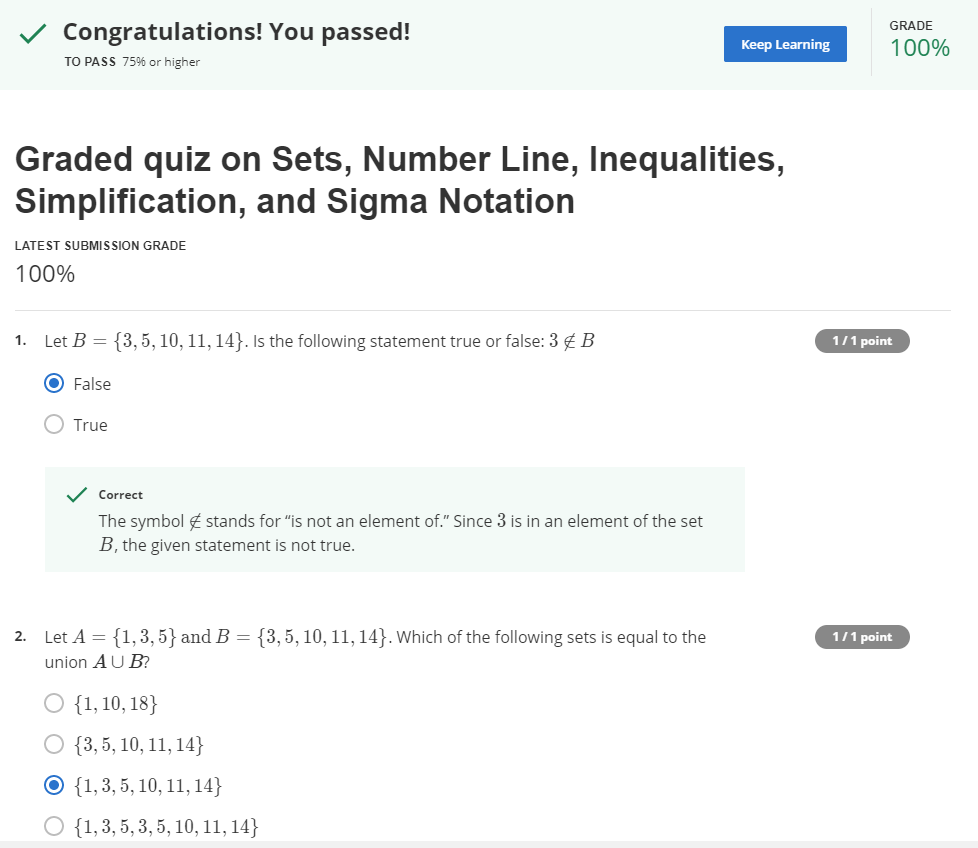 Congratulations! You passed!
TO PASS 75% or higher
Keep Learning
GRADE
100%
Graded quiz on Sets, Number Line, Inequalities,
Simplification, and Sigma Notation
LATEST SUBMISSION GRADE
100%
1. Let B = {3, 5, 10, 11, 14}. Is the following statement true or false: 3 ∉ B
1 / 1 point
False
True
Correct
The symbol ∉ stands for “is not an element of.” Since 3 is in an element of the set
B, the given statement is not true.
2. Let A = {1, 3, 5} and B = {3, 5, 10, 11, 14}. Which of the following sets is equal to the
union A ∪ B?
1 / 1 point
{1, 10, 18}
{3, 5, 10, 11, 14}
{1, 3, 5, 10, 11, 14}
{1, 3, 5, 3, 5, 10, 11, 14}